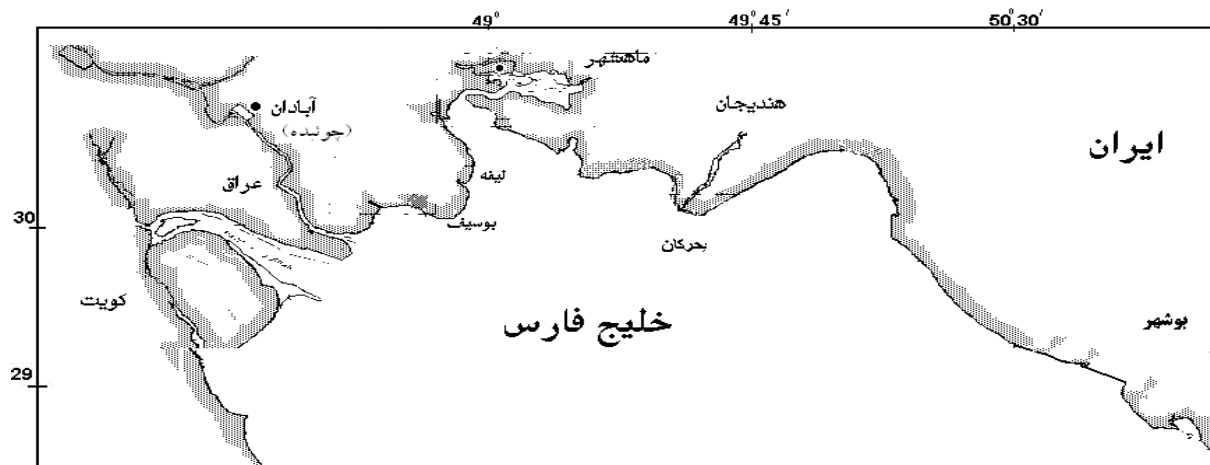 49°
49°45′
50°30′
ماهشهر
آبادان
(چوئبده)
هندیجان
ایران
لیفه
عراق
30
بوسیف
بحرکان
کویت
خلیج فارس
بوشهر
29